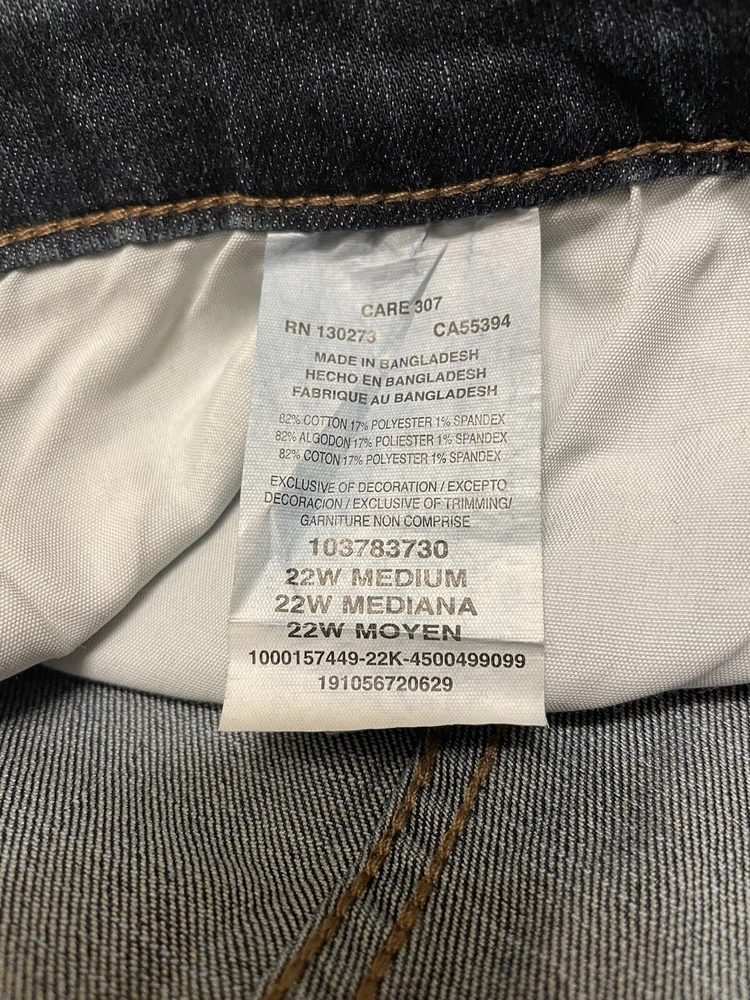 CARE 307
RN 130273 CA55394
MADE IN BANGLADESH
HECHO EN BANGLADESH
FABRIQUE AU BANGLADESH
82% COTTON 17% POLYESTER 1% SPANDEX
82% ALGODON 17% POLIESTER 1% SPANDEX
82% COTON 17% POLYESTER 1% SPANDEX
EXCLUSIVE OF DECORATION / EXCEPTO
DECORACION / EXCLUSIVE OF TRIMMING/
GARNITURE NON COMPRISE
103783730
22W MEDIUM
22W MEDIANA
22W MOYEN
1000157449-22K-4500499099
191056720629